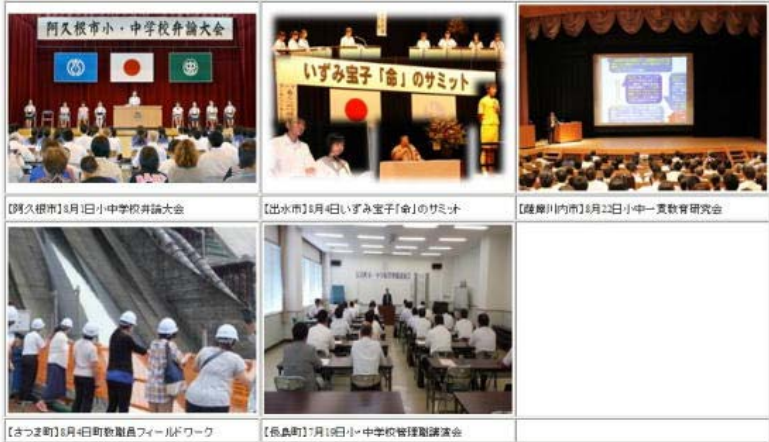 阿久根市小・中学校弁論大会
いずみ宝子「命」のサミット
【阿久根市】8月1日小中学校弁論大会
【出水市】8月4日いずみ宝子「命」のサミット
【薩摩川内市】8月22日小中一貫教育研究会
【さつま町】8月4日町教職員フィールドワーク
【長島町】7月19日小・中学校管理職講演会